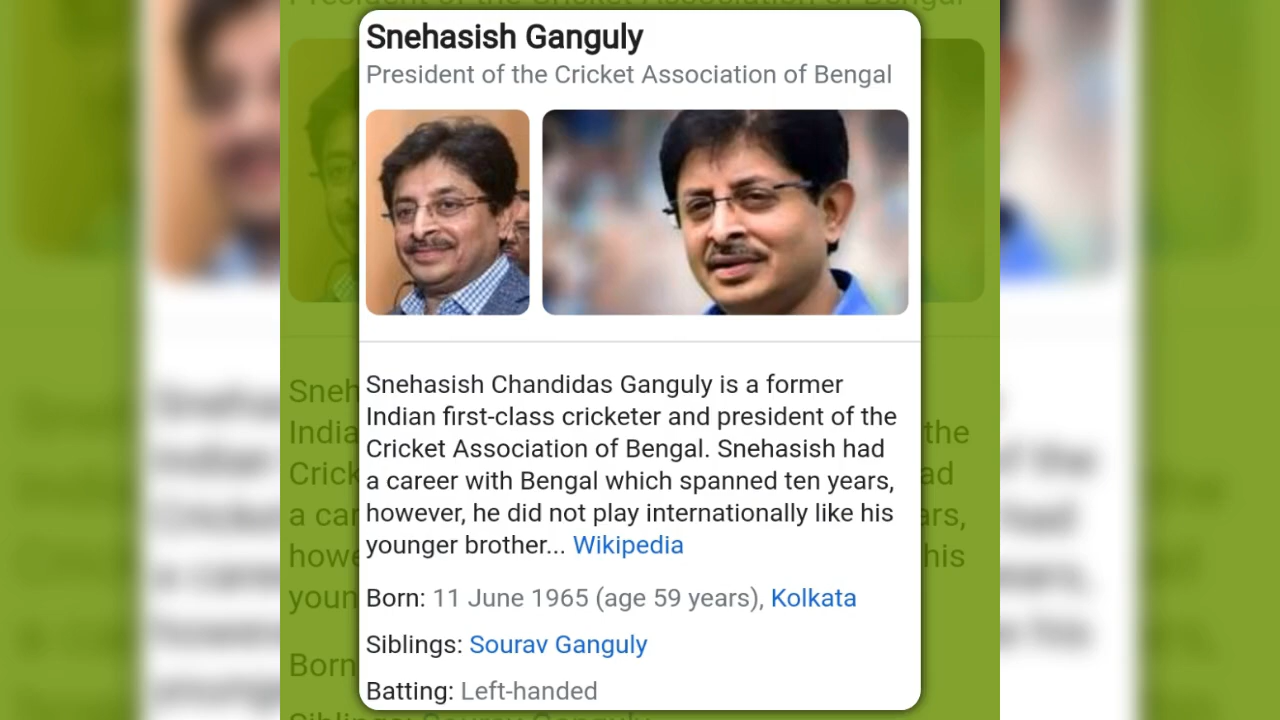 Snehasish Ganguly
President of the Cricket Association of Bengal
Snehasish Chandidas Ganguly is a former
Indian first-class cricketer and president of the
Cricket Association of Bengal. Snehasish had
a career with Bengal which spanned ten years,
however, he did not play internationally like his
younger brother... Wikipedia
Born: 11 June 1965 (age 59 years), Kolkata
Siblings: Sourav Ganguly
Batting: Left-handed